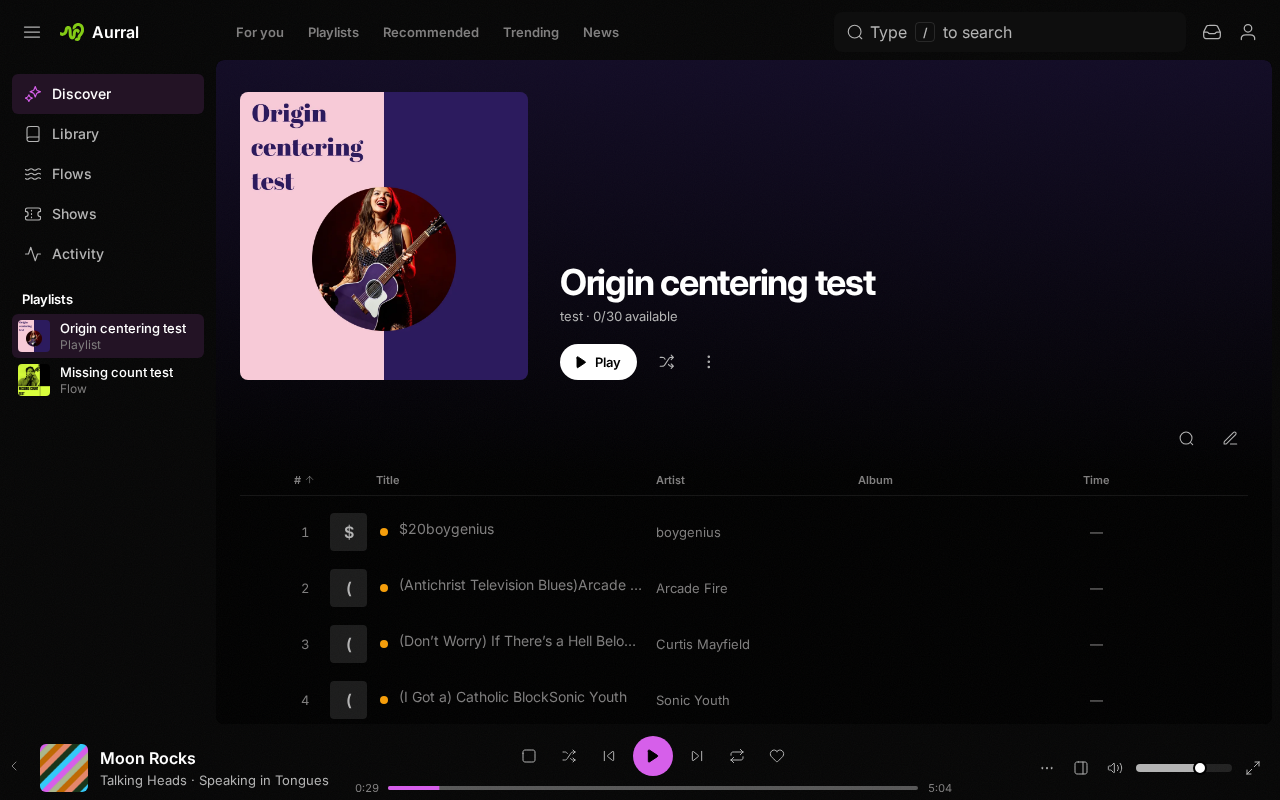 Aurral
For you
Playlists
Recommended
Trending
News
Type / to search
Discover
Library
Flows
Shows
Activity
Playlists
Origin centering test
Playlist
Missing count test
Flow
Origin
centering
test
Origin centering test
test · 0/30 available
Play
# Title Artist Album Time
1 $ $20boygenius boygenius —
2 ( (Antichrist Television Blues)Arcade ... Arcade Fire —
3 ( (Don't Worry) If There's a Hell Belo... Curtis Mayfield —
4 ( (I Got a) Catholic BlockSonic Youth Sonic Youth —
Moon Rocks
Talking Heads · Speaking in Tongues
0:29
5:04